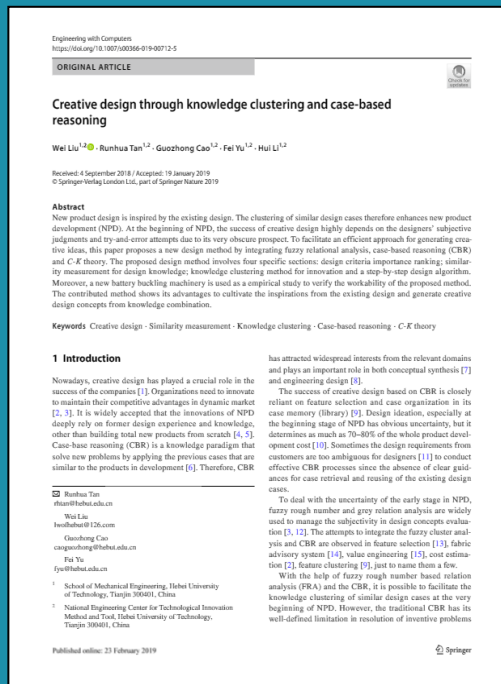 Engineering with Computers
https://doi.org/10.1007/s00366-019-00712-5
ORIGINAL ARTICLE
Check for
updates
Creative design through knowledge clustering and case-based
reasoning
Wei Liu1,2 · Runhua Tan1,2 · Guozhong Cao1,2 · Fei Yu1,2 · Hui Li1,2
Received: 4 September 2018 / Accepted: 19 January 2019
© Springer-Verlag London Ltd., part of Springer Nature 2019
Abstract
New product design is inspired by the existing design. The clustering of similar design cases therefore enhances new product
development (NPD). At the beginning of NPD, the success of creative design highly depends on the designers' subjective
judgments and try-and-error attempts due to its very obscure prospect. To facilitate an efficient approach for generating crea-
tive ideas, this paper proposes a new design method by integrating fuzzy relational analysis, case-based reasoning (CBR)
and C-K theory. The proposed design method involves four specific sections: design criteria importance ranking; similar-
ity measurement for design knowledge; knowledge clustering method for innovation and a step-by-step design algorithm.
Moreover, a new battery buckling machinery is used as a empirical study to verify the workability of the proposed method.
The contributed method shows its advantages to cultivate the inspirations from the existing design and generate creative
design concepts from knowledge combination.
Keywords Creative design · Similarity measurement · Knowledge clustering · Case-based reasoning · C-K theory
1 Introduction
Nowadays, creative design has played a crucial role in the
success of the companies [1]. Organizations need to innovate
to maintain their competitive advantages in dynamic market
[2, 3]. It is widely accepted that the innovations of NPD
deeply rely on former design experience and knowledge,
other than building total new products from scratch [4, 5].
Case-base reasoning (CBR) is a knowledge paradigm that
solve new problems by applying the previous cases that are
similar to the products in development [6]. Therefore, CBR
Runhua Tan
rhtan@hebut.edu.cn
Wei Liu
lwolhebut@126.com
Guozhong Cao
caoguozhong@hebut.edu.cn
Fei Yu
fyu@hebut.edu.cn
1 School of Mechanical Engineering, Hebei University
of Technology, Tianjin 300401, China
2 National Engineering Center for Technological Innovation
Method and Tool, Hebei University of Technology,
Tianjin 300401, China
has attracted widespread interests from the relevant domains
and plays an important role in both conceptual synthesis [7]
and engineering design [8].
The success of creative design based on CBR is closely
reliant on feature selection and case organization in its
case memory (library) [9]. Design ideation, especially at
the beginning stage of NPD has obvious uncertainty, but it
determines as much as 70–80% of the whole product devel-
opment cost [10]. Sometimes the design requirements from
customers are too ambiguous for designers [11] to conduct
effective CBR processes since the absence of clear guid-
ances for case retrieval and reusing of the existing design
cases.
To deal with the uncertainty of the early stage in NPD,
fuzzy rough number and grey relation analysis are widely
used to manage the subjectivity in design concepts evalua-
tion [3, 12]. The attempts to integrate the fuzzy cluster anal-
ysis and CBR are observed in feature selection [13], fabric
advisory system [14], value engineering [15], cost estima-
tion [2], feature clustering [9], just to name them a few.
With the help of fuzzy rough number based relation
analysis (FRA) and the CBR, it is possible to facilitate the
knowledge clustering of similar design cases at the very
beginning of NPD. However, the traditional CBR has its
well-defined limitation in resolution of inventive problems
Published online: 23 February 2019
Springer